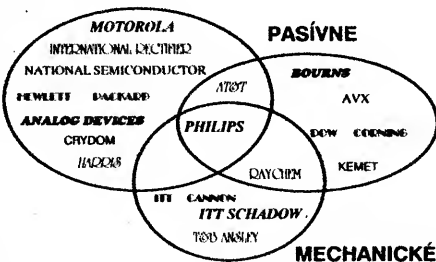 MOTOROLA
INTERNATIONAL RECTIFIER
NATIONAL SEMICONDUCTOR
HEWLETT PACKARD
ANALOG DEVICES
CRYDOM
HARRIS
AT&T
PHILIPS
PASÍVNE
BOURNS
AVX
DOW CORNING
KEMET
RAYCHEM
ITT CANNON
ITT SCHADOW
T&B ANSLEY
MECHANICKÉ